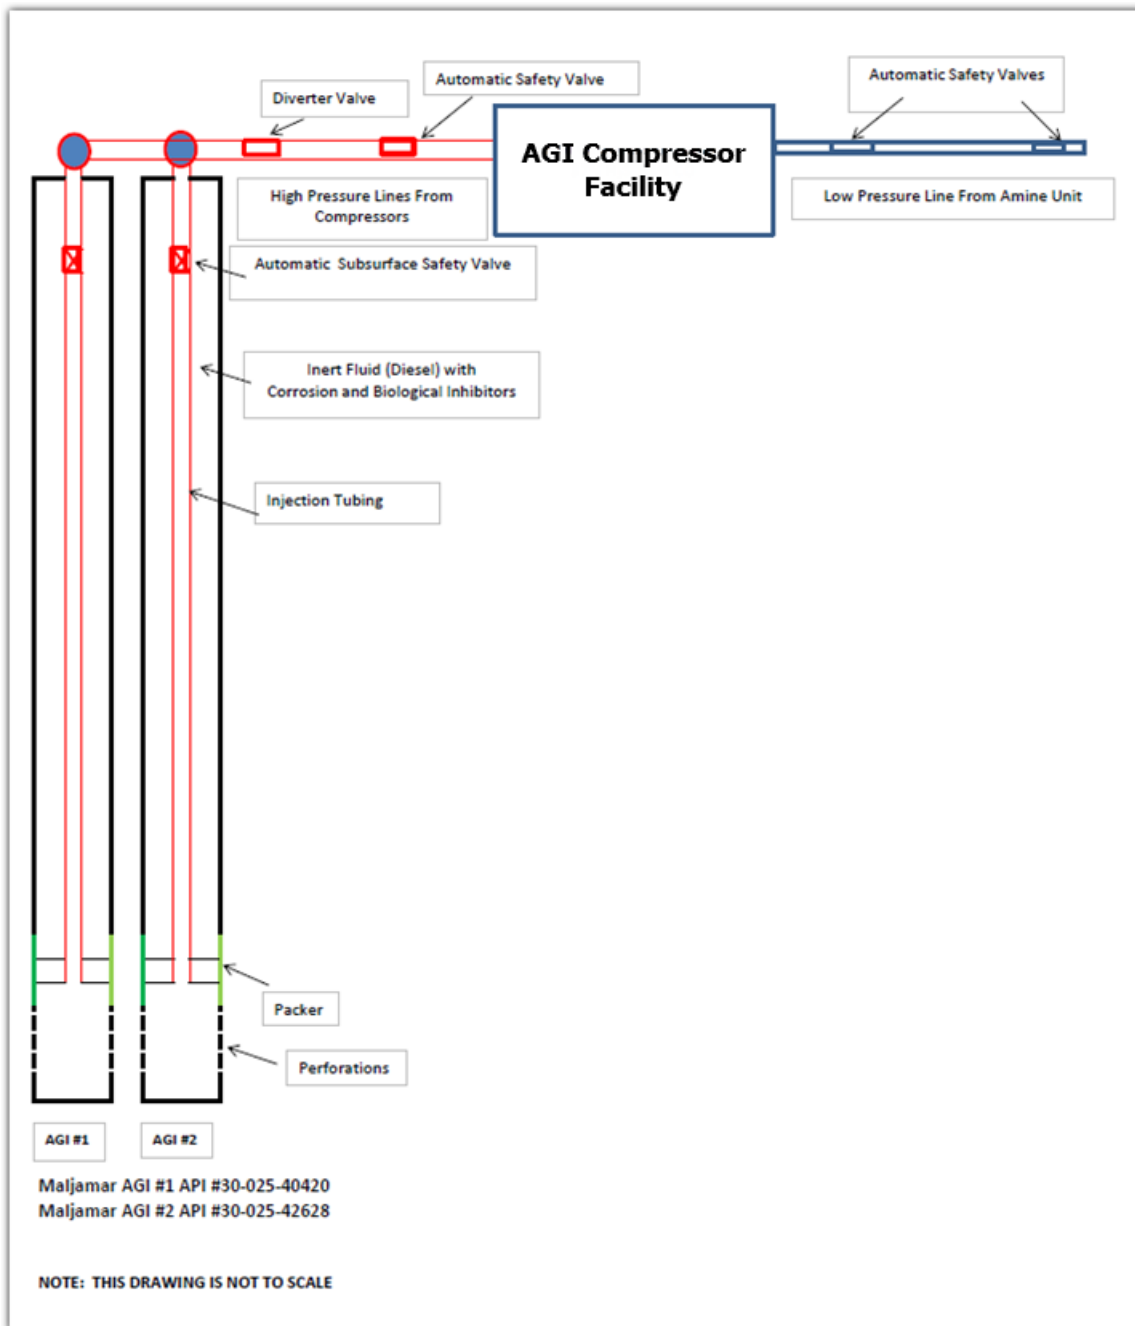 Automatic Safety Valve
Automatic Safety Valves
Diverter Valve
AGI Compressor
Facility
High Pressure Lines From
Compressors
Low Pressure Line From Amine Unit
Automatic Subsurface Safety Valve
Inert Fluid (Diesel) with
Corrosion and Biological Inhibitors
Injection Tubing
Packer
Perforations
AGI #1
AGI #2
Maljamar AGI #1 API #30-025-40420
Maljamar AGI #2 API #30-025-42628
NOTE: THIS DRAWING IS NOT TO SCALE